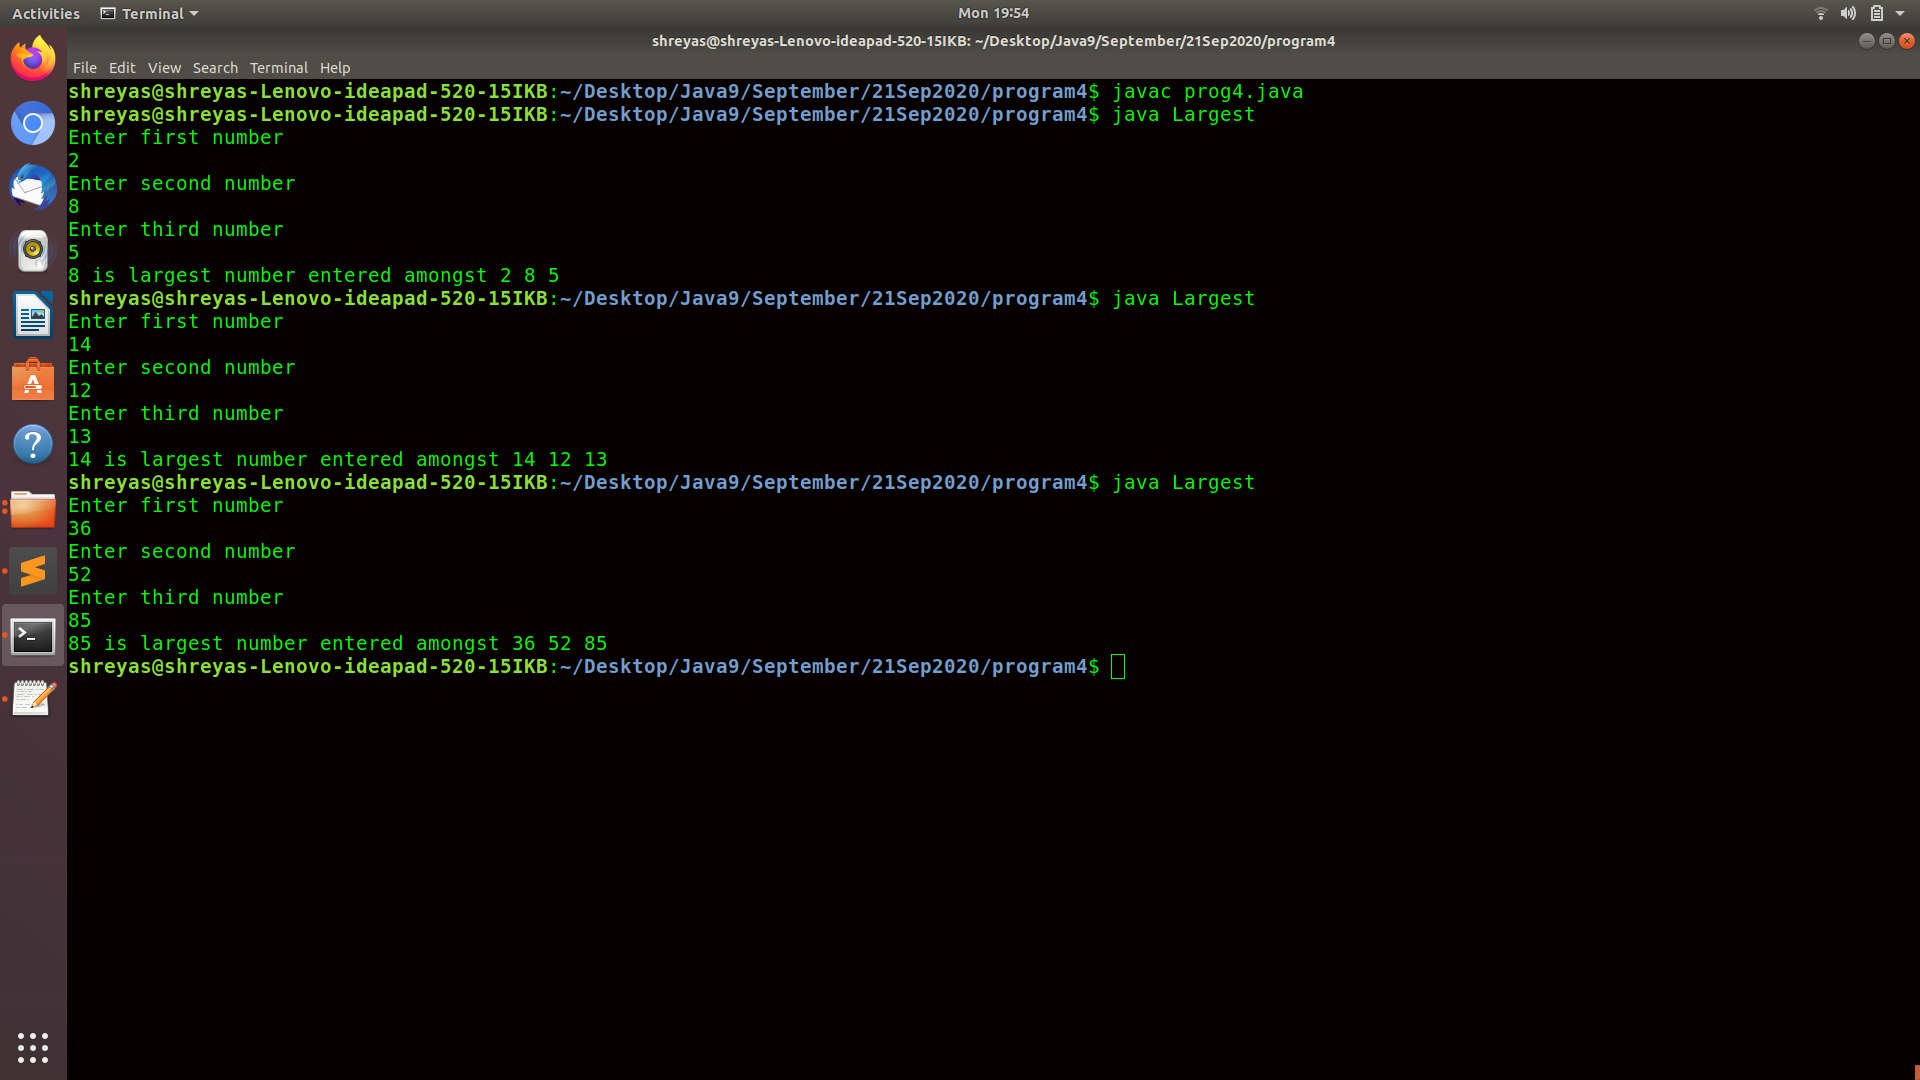 Activities Terminal Mon 19:54
shreyas@shreyas-Lenovo-ideapad-520-15IKB: ~/Desktop/Java9/September/21Sep2020/program4
File Edit View Search Terminal Help
shreyas@shreyas-Lenovo-ideapad-520-15IKB:~/Desktop/Java9/September/21Sep2020/program4$ javac prog4.java
shreyas@shreyas-Lenovo-ideapad-520-15IKB:~/Desktop/Java9/September/21Sep2020/program4$ java Largest
Enter first number
2
Enter second number
8
Enter third number
5
8 is largest number entered amongst 2 8 5
shreyas@shreyas-Lenovo-ideapad-520-15IKB:~/Desktop/Java9/September/21Sep2020/program4$ java Largest
Enter first number
14
Enter second number
12
Enter third number
13
14 is largest number entered amongst 14 12 13
shreyas@shreyas-Lenovo-ideapad-520-15IKB:~/Desktop/Java9/September/21Sep2020/program4$ java Largest
Enter first number
36
Enter second number
52
Enter third number
85
85 is largest number entered amongst 36 52 85
shreyas@shreyas-Lenovo-ideapad-520-15IKB:~/Desktop/Java9/September/21Sep2020/program4$